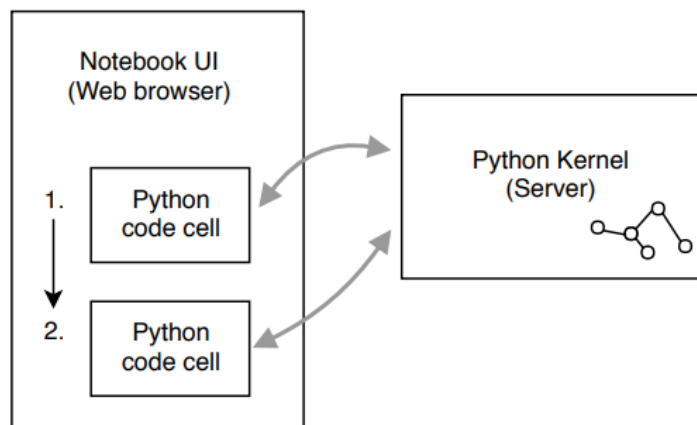 Notebook UI
(Web browser)
1.
Python
code cell
2.
Python
code cell
Python Kernel
(Server)